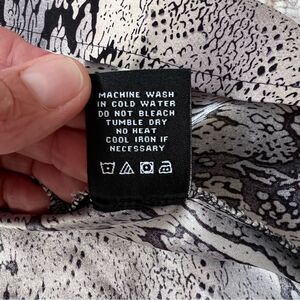 MACHINE WASH
IN COLD WATER
DO NOT BLEACH
TUMBLE DRY
NO HEAT
COOL IRON IF
NECESSARY